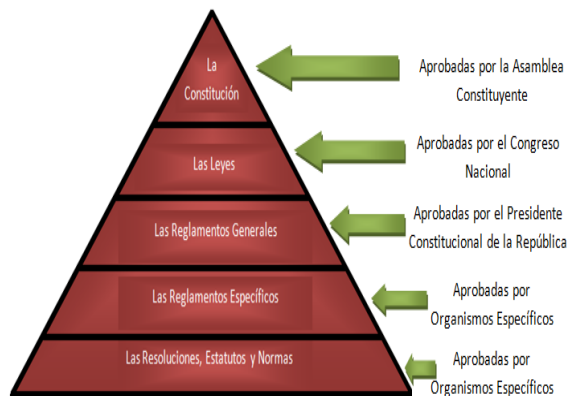 La
Constitución
Aprobadas por la Asamblea
Constituyente
Las Leyes
Aprobadas por el Congreso
Nacional
Las Reglamentos Generales
Aprobadas por el Presidente
Constitucional de la República
Las Reglamentos Específicos
Aprobadas por
Organismos Específicos
Las Resoluciones, Estatutos y Normas
Aprobadas por
Organismos Específicos